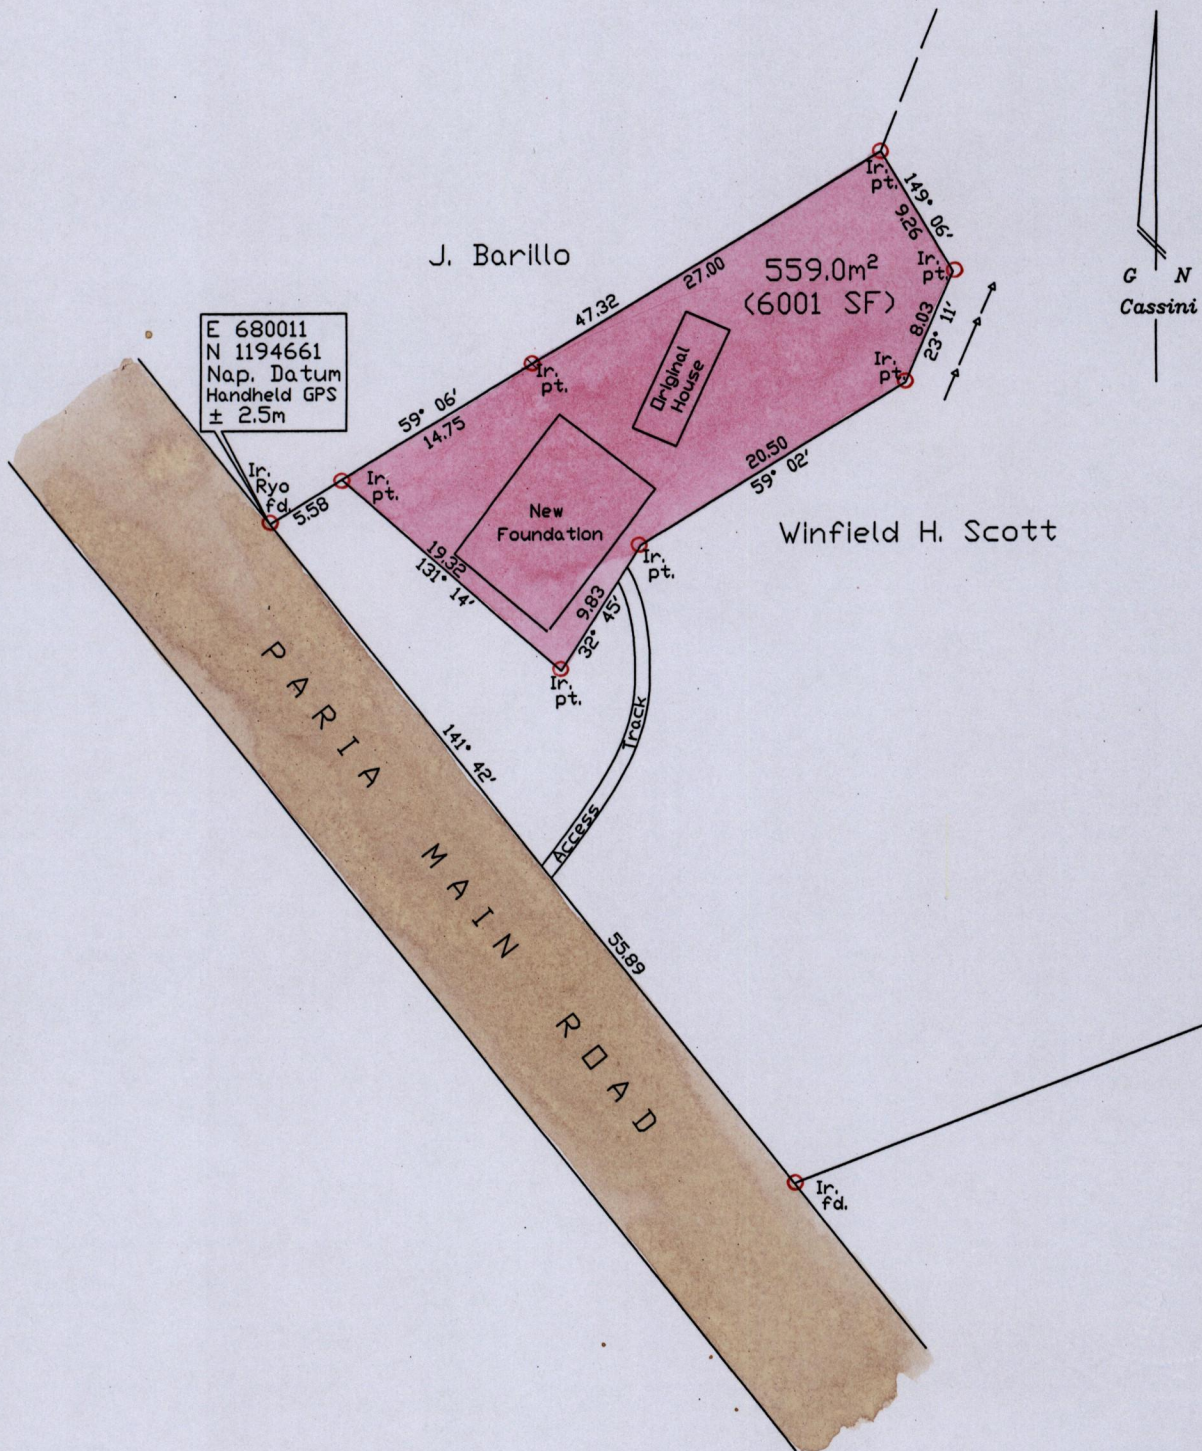 Ir.
pt.
149° 06'
9.26
J. Barillo
Ir.
pt.
559.0m²
(6001 SF)
27.00
47.32
G N
Cassini
8.03
23° 11'
E 680011
N 1194661
Nap. Datum
Handheld GPS
± 2.5m
Original
House
Ir.
pt.
Ir.
pt.
59° 06'
14.75
20.50
59° 02'
Ir.
Ryo
fd.
5.58
Ir.
pt.
New
Foundation
Winfield H. Scott
19.32
131° 14'
Ir.
pt.
9.83
32° 45'
Ir.
pt.
141° 42'
Access Track
PARIA MAIN ROAD
55.89
Ir.
fd.